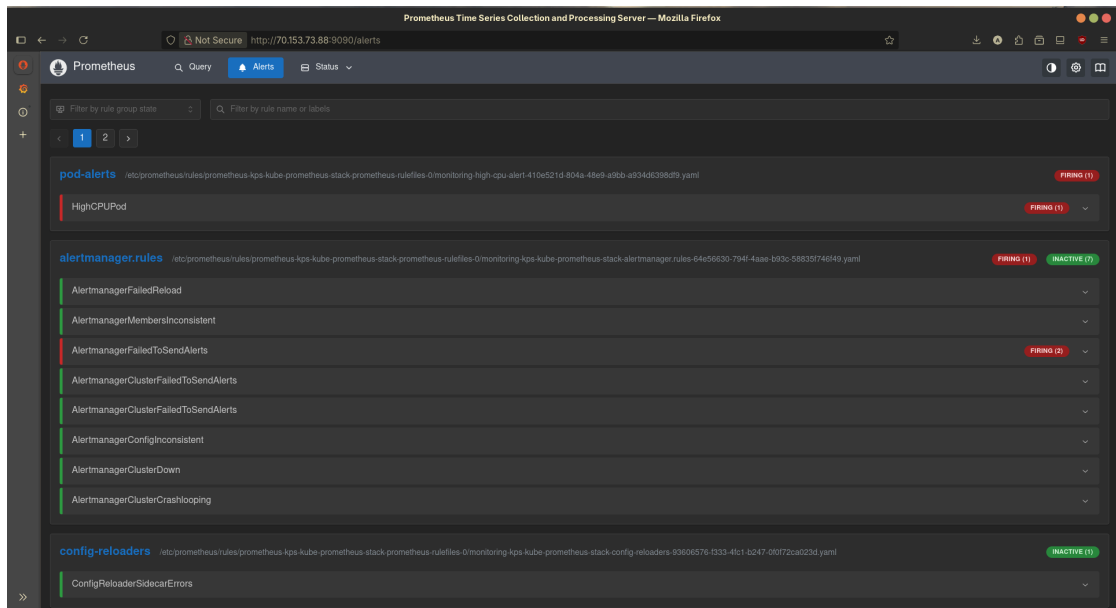 Prometheus Time Series Collection and Processing Server — Mozilla Firefox
Not Secure http://70.153.73.88:9090/alerts
Prometheus Query Alerts Status
Filter by rule group state Filter by rule name or labels
1 2
pod-alerts /etc/prometheus/rules/prometheus-kps-kube-prometheus-stack-prometheus-rulefiles-0/monitoring-high-cpu-alert-410e521d-804a-48e9-a9bb-a934d6398df9.yaml FIRING (1)
HighCPUPod FIRING (1)
alertmanager.rules /etc/prometheus/rules/prometheus-kps-kube-prometheus-stack-prometheus-rulefiles-0/monitoring-kps-kube-prometheus-stack-alertmanager.rules-64e56630-794f-4aae-b93c-58835f746f49.yaml FIRING (1) INACTIVE (7)
AlertmanagerFailedReload
AlertmanagerMembersInconsistent
AlertmanagerFailedToSendAlerts FIRING (2)
AlertmanagerClusterFailedToSendAlerts
AlertmanagerClusterFailedToSendAlerts
AlertmanagerConfigInconsistent
AlertmanagerClusterDown
AlertmanagerClusterCrashlooping
config-reloaders /etc/prometheus/rules/prometheus-kps-kube-prometheus-stack-prometheus-rulefiles-0/monitoring-kps-kube-prometheus-stack-config-reloaders-93606576-f333-4fc1-b247-0f0f72ca023d.yaml INACTIVE (1)
ConfigReloaderSidecarErrors